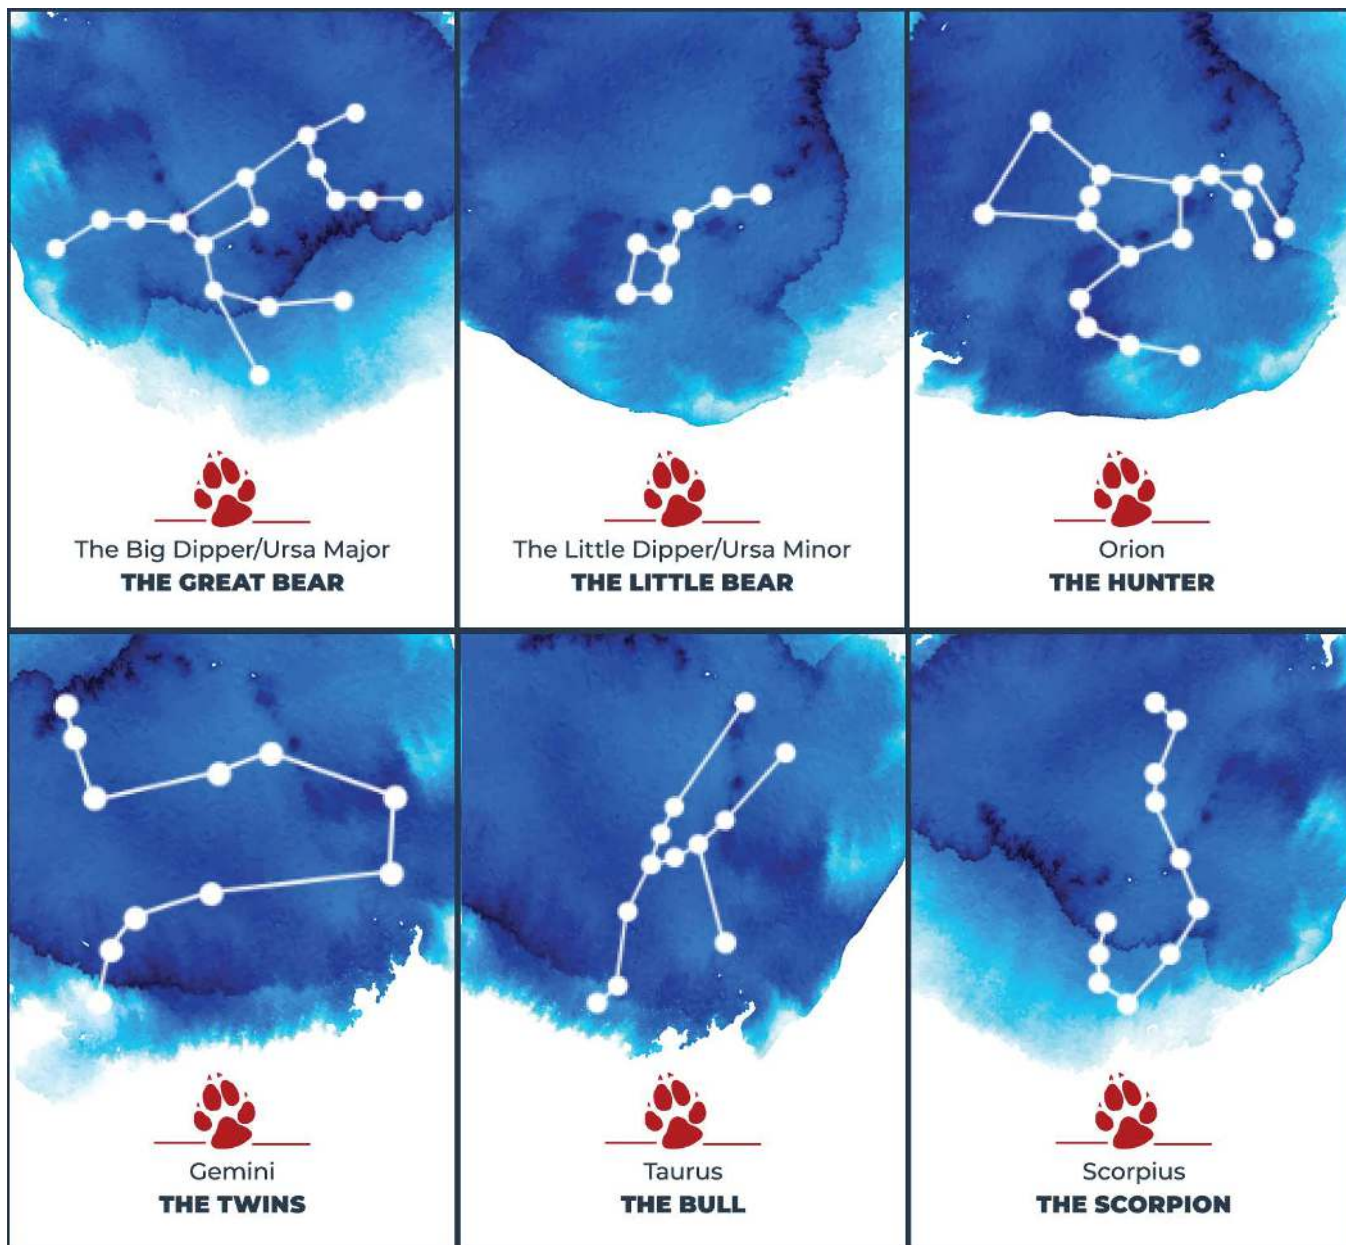 The Big Dipper/Ursa Major
THE GREAT BEAR
The Little Dipper/Ursa Minor
THE LITTLE BEAR
Orion
THE HUNTER
Gemini
THE TWINS
Taurus
THE BULL
Scorpius
THE SCORPION